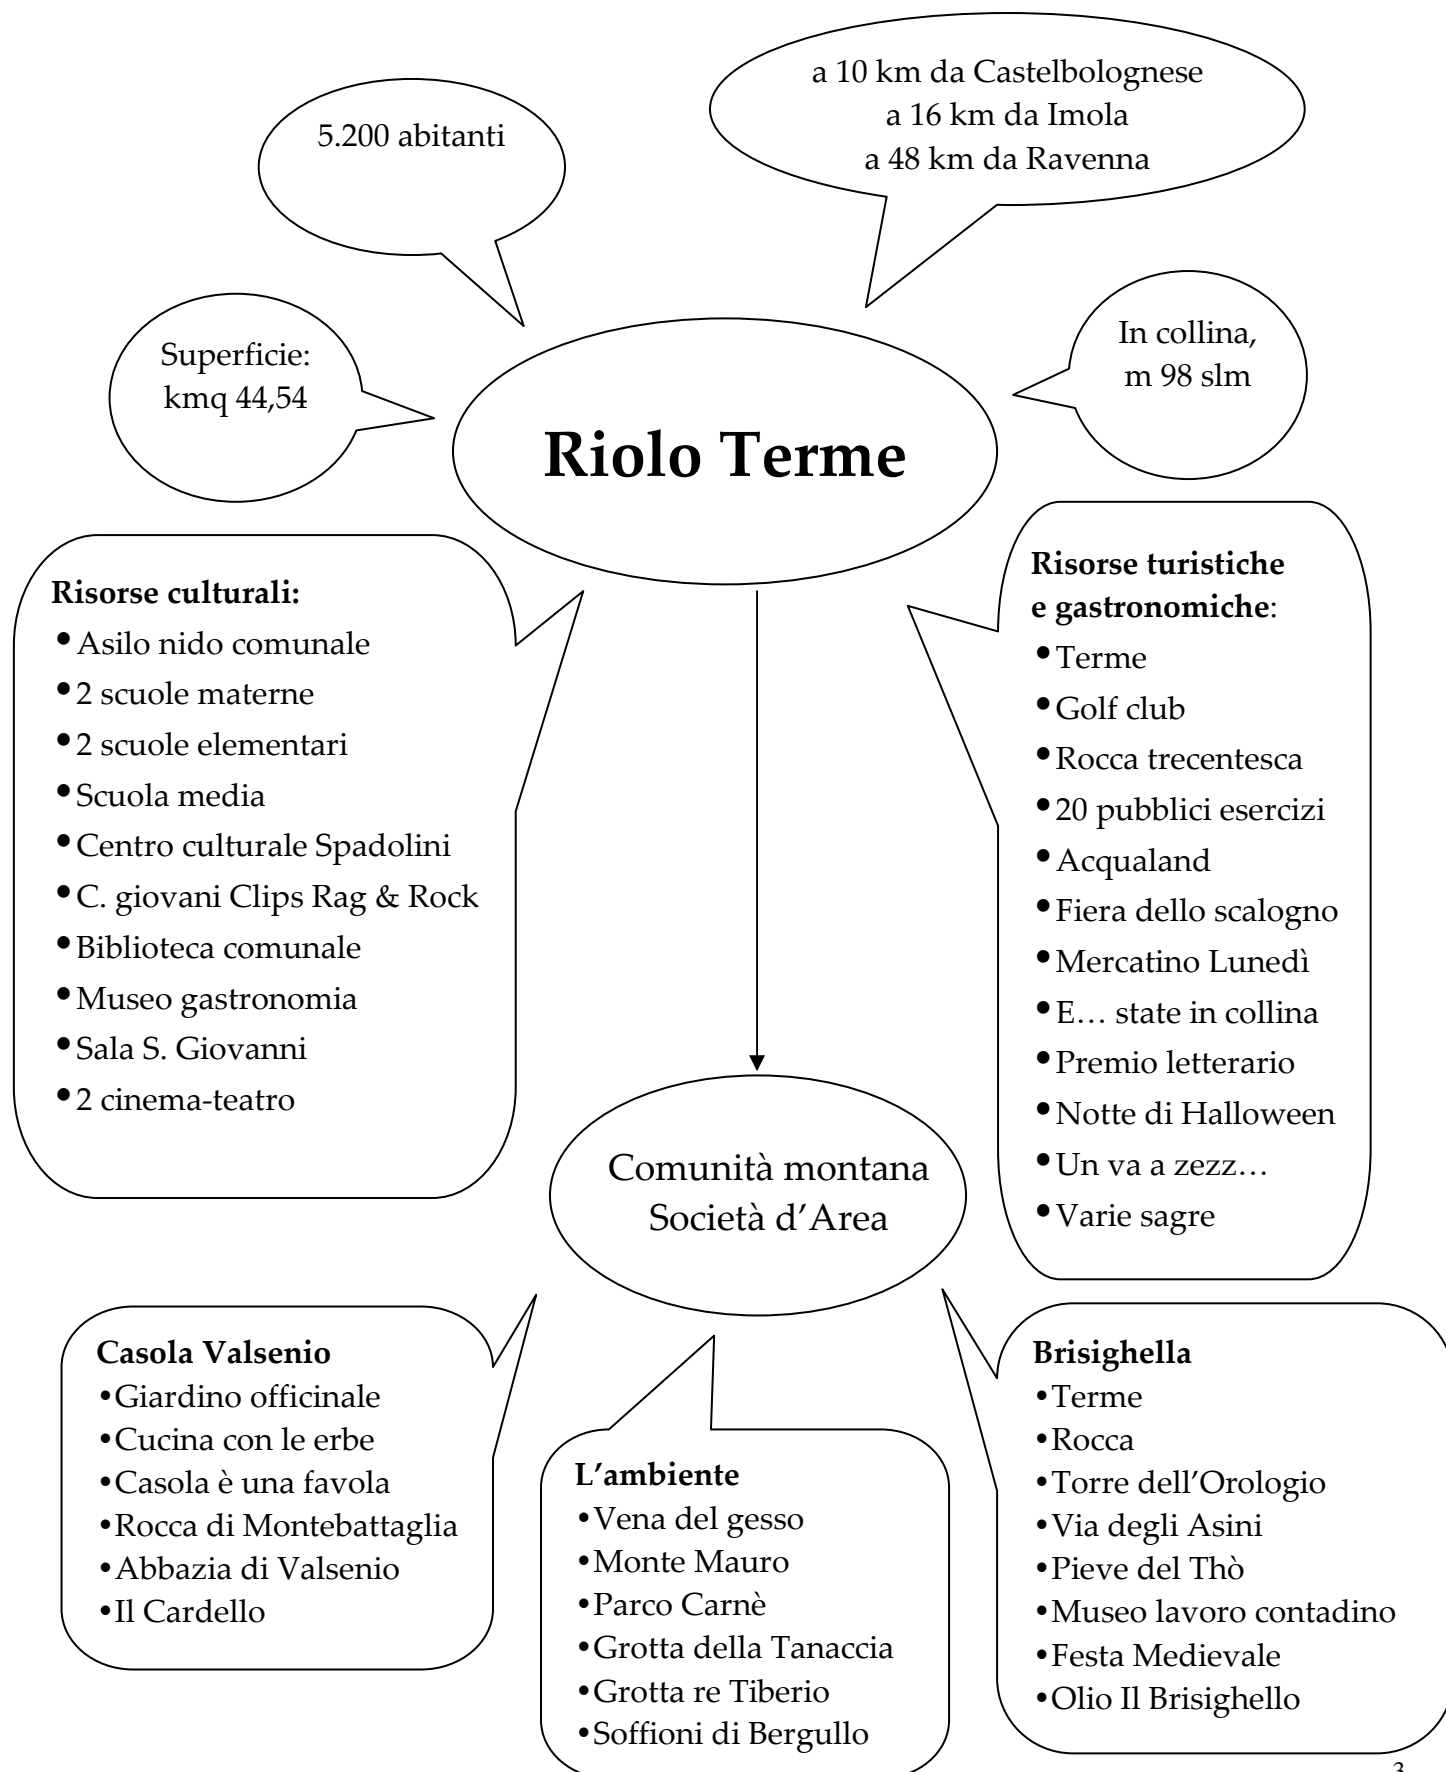 5.200 abitanti
a 10 km da Castelbolognese
a 16 km da Imola
a 48 km da Ravenna
Superficie:
kmq 44,54
In collina,
m 98 slm
Riolo Terme
Risorse culturali:
•Asilo nido comunale
•2 scuole materne
•2 scuole elementari
•Scuola media
•Centro culturale Spadolini
•C. giovani Clips Rag & Rock
•Biblioteca comunale
•Museo gastronomia
•Sala S. Giovanni
•2 cinema-teatro
Risorse turistiche
e gastronomiche:
•Terme
•Golf club
•Rocca trecentesca
•20 pubblici esercizi
•Acqualand
•Fiera dello scalogno
•Mercatino Lunedì
•E… state in collina
•Premio letterario
•Notte di Halloween
•Un va a zezz…
•Varie sagre
Comunità montana
Società d’Area
Casola Valsenio
•Giardino officinale
•Cucina con le erbe
•Casola è una favola
•Rocca di Montebattaglia
•Abbazia di Valsenio
•Il Cardello
L’ambiente
•Vena del gesso
•Monte Mauro
•Parco Carnè
•Grotta della Tanaccia
•Grotta re Tiberio
•Soffioni di Bergullo
Brisighella
•Terme
•Rocca
•Torre dell’Orologio
•Via degli Asini
•Pieve del Thò
•Museo lavoro contadino
•Festa Medievale
•Olio Il Brisighello
3